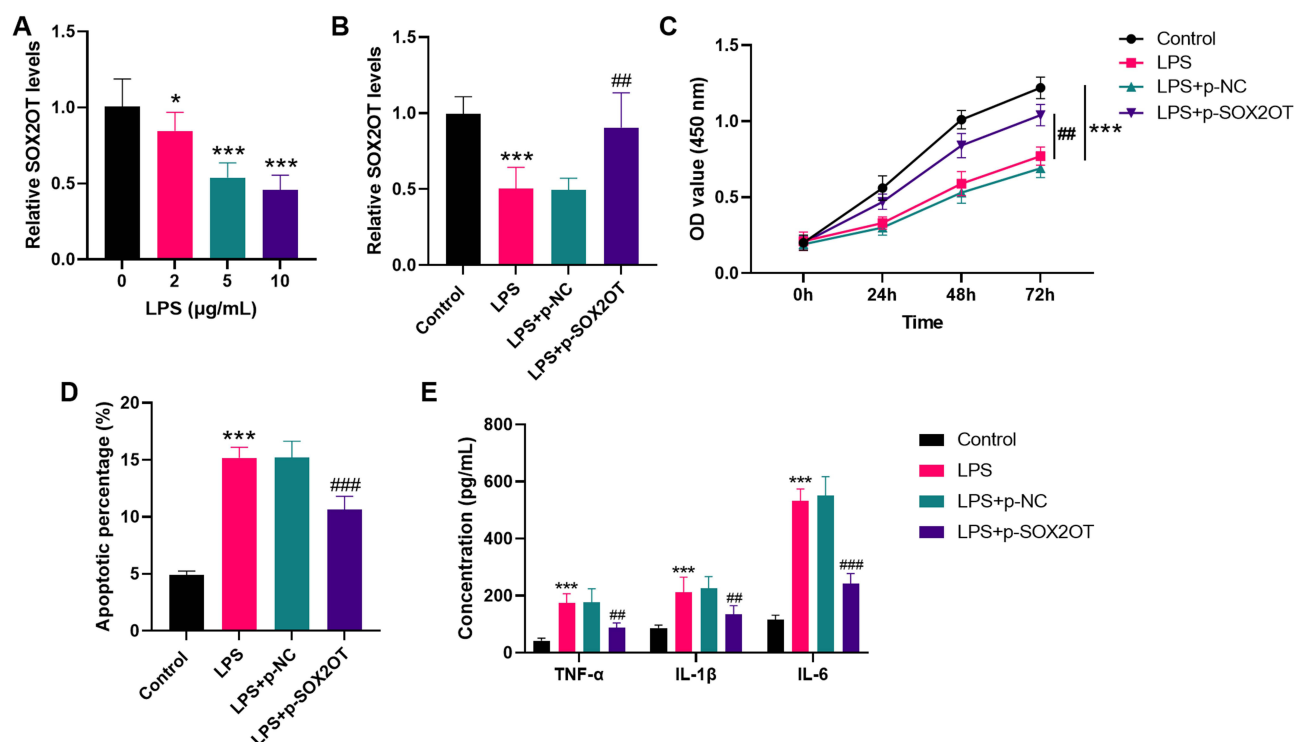 A
Relative SOX2OT levels
1.5
1.0
0.5
0.0
*
***
***
0 2 5 10
LPS (μg/mL)
B
Relative SOX2OT levels
1.5
1.0
0.5
0.0
***
##
Control
LPS
LPS+p-NC
LPS+p-SOX2OT
C
OD value (450 nm)
1.5
1.0
0.5
0.0
0h 24h 48h 72h
Time
## ***
Control
LPS
LPS+p-NC
LPS+p-SOX2OT
D
Apoptotic percentage (%)
20
15
10
5
0
***
###
Control
LPS
LPS+p-NC
LPS+p-SOX2OT
E
Concentration (pg/mL)
800
600
400
200
0
***
##
***
##
***
###
TNF-α IL-1β IL-6
Control
LPS
LPS+p-NC
LPS+p-SOX2OT